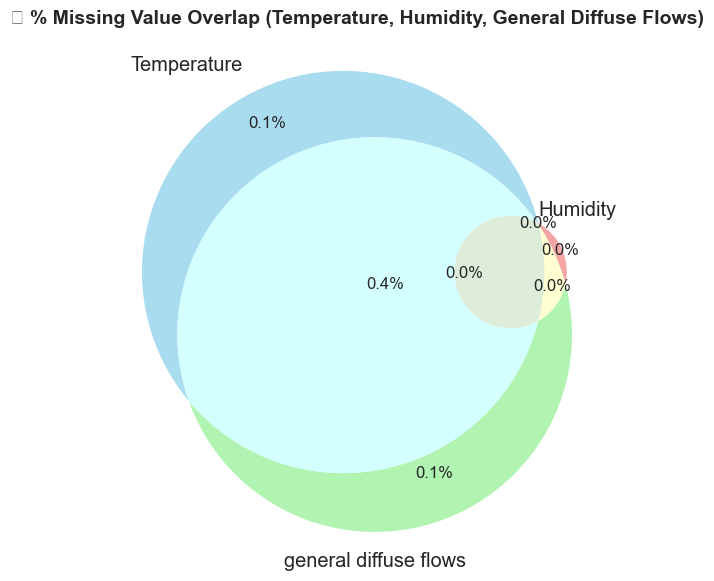 % Missing Value Overlap (Temperature, Humidity, General Diffuse Flows)
Temperature
0.1%
Humidity
0.0%
0.0%
0.0%
0.4%
0.0%
0.1%
general diffuse flows